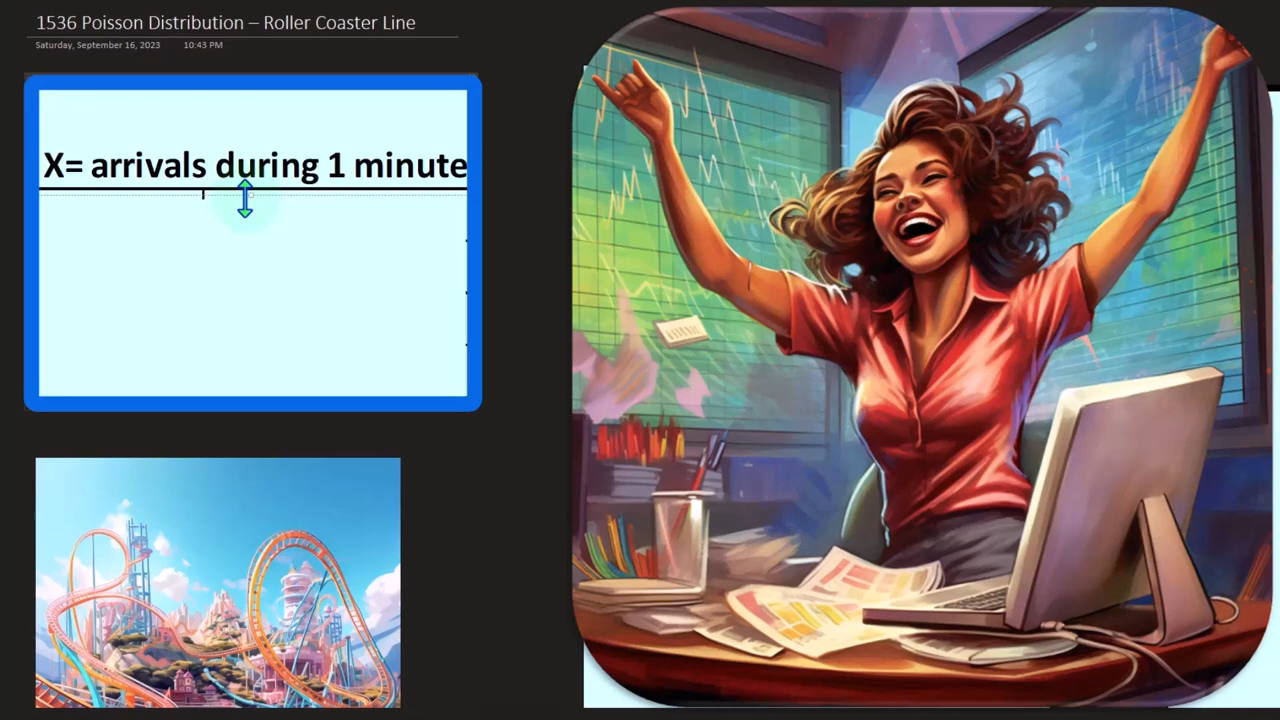 1536 Poisson Distribution – Roller Coaster Line
Saturday, September 16, 2023 10:43 PM
X= arrivals during 1 minute